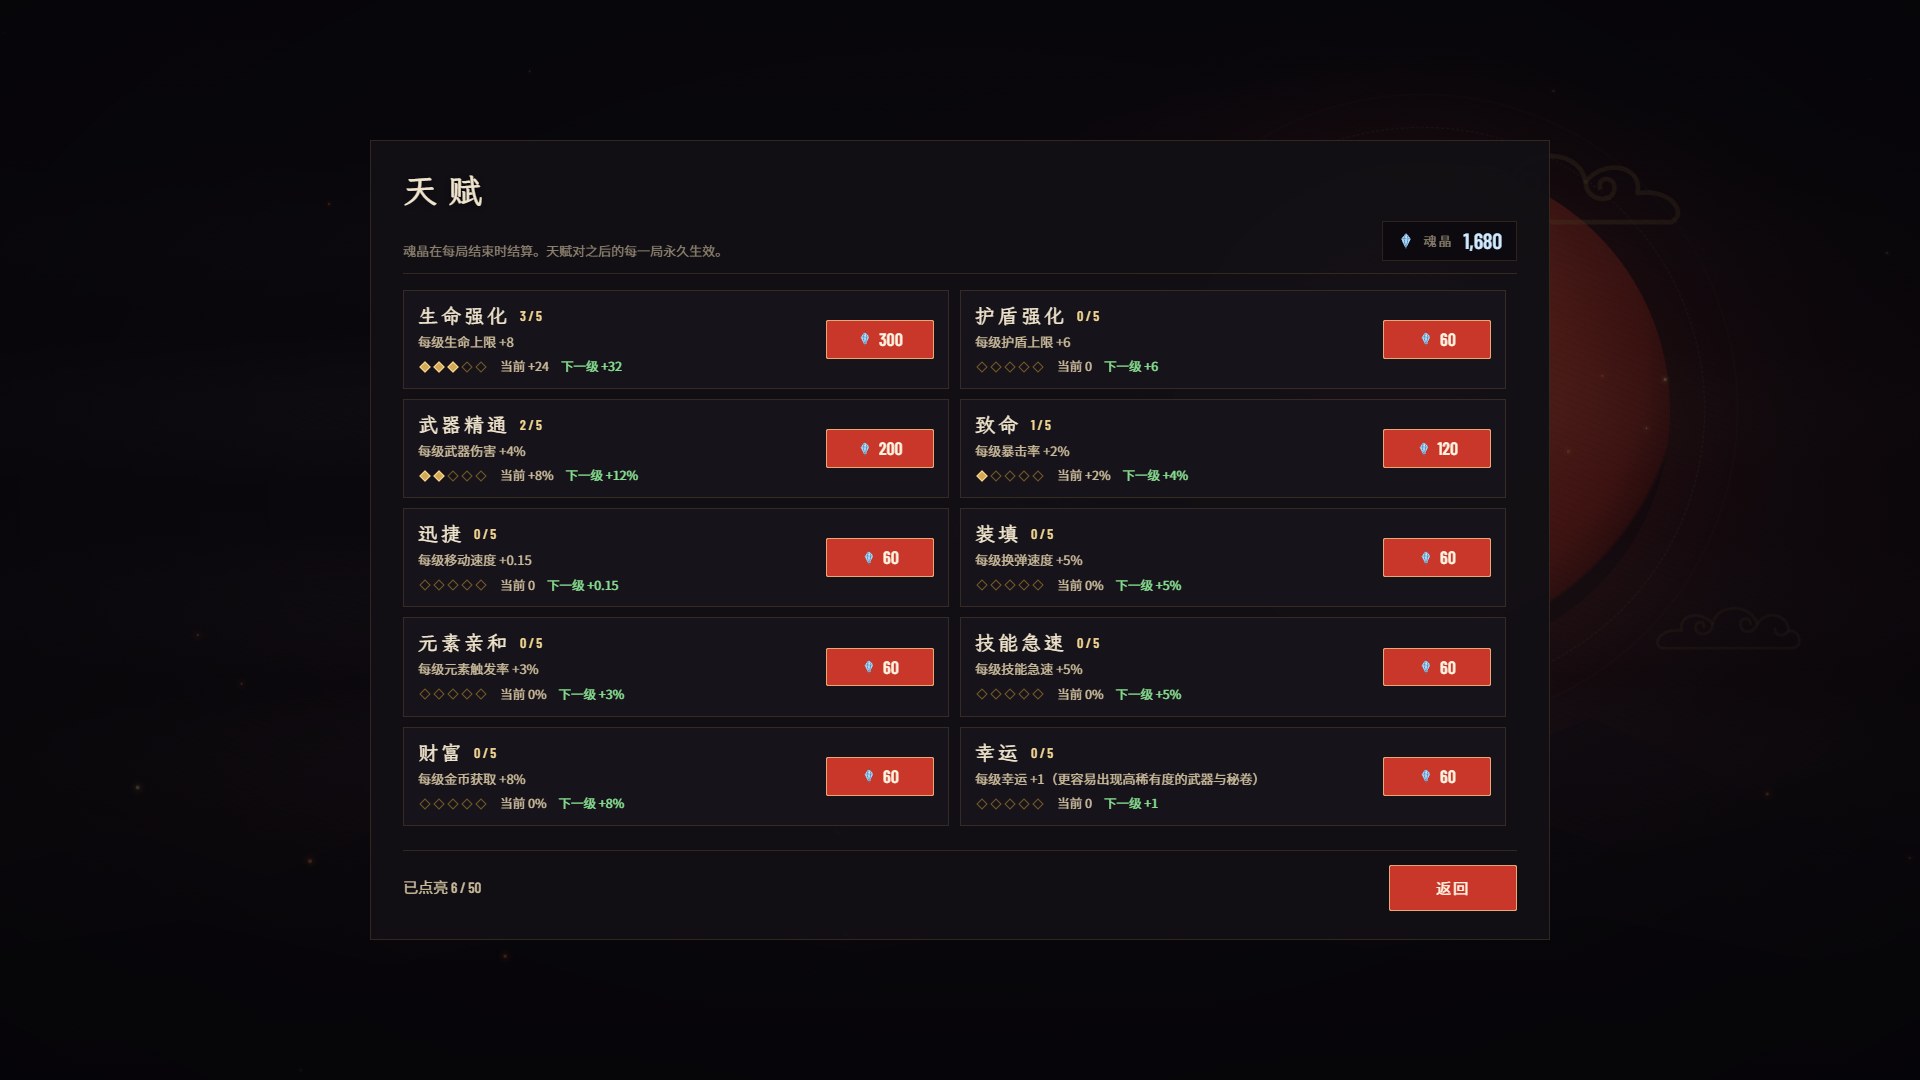 天赋
魂晶在每局结束时结算。天赋对之后的每一局永久生效。
魂晶 1,680
生命强化 3/5
每级生命上限 +8
当前 +24 下一级 +32
300
护盾强化 0/5
每级护盾上限 +6
当前 0 下一级 +6
60
武器精通 2/5
每级武器伤害 +4%
当前 +8% 下一级 +12%
200
致命 1/5
每级暴击率 +2%
当前 +2% 下一级 +4%
120
迅捷 0/5
每级移动速度 +0.15
当前 0 下一级 +0.15
60
装填 0/5
每级换弹速度 +5%
当前 0% 下一级 +5%
60
元素亲和 0/5
每级元素触发率 +3%
当前 0% 下一级 +3%
60
技能急速 0/5
每级技能急速 +5%
当前 0% 下一级 +5%
60
财富 0/5
每级金币获取 +8%
当前 0% 下一级 +8%
60
幸运 0/5
每级幸运 +1（更容易出现高稀有度的武器与秘卷）
当前 0 下一级 +1
60
已点亮 6 / 50
返回